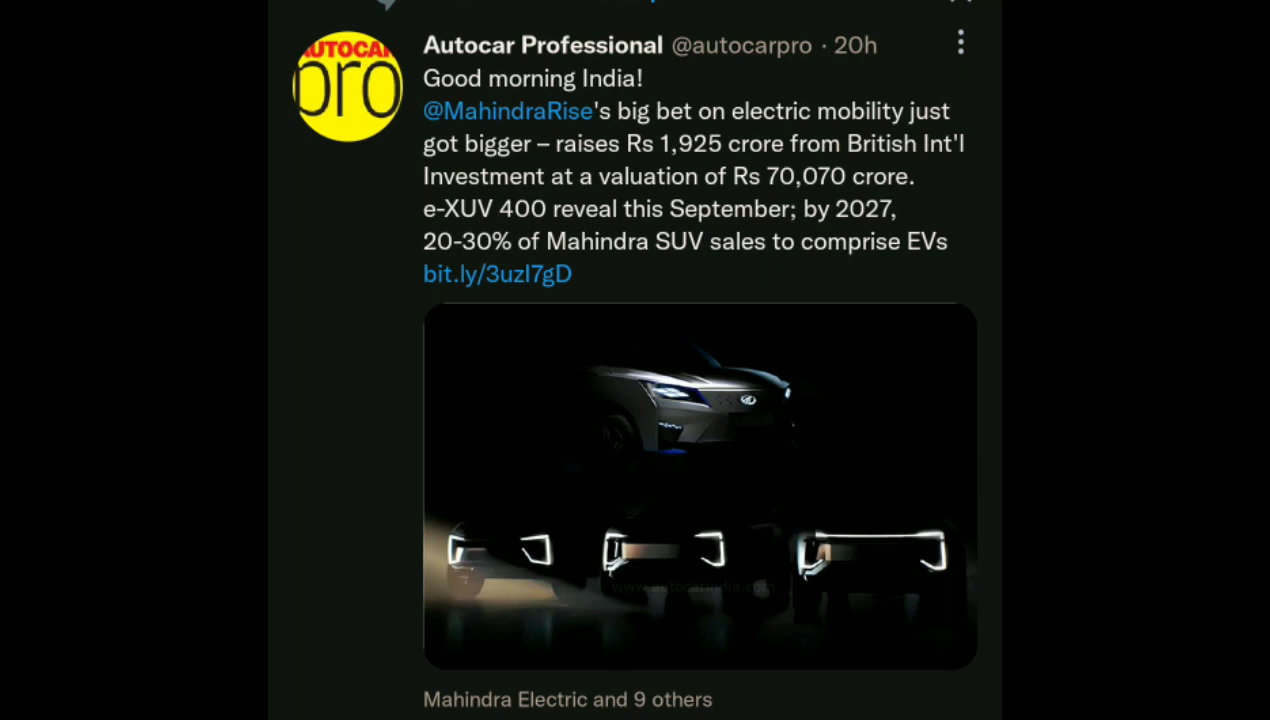 AUTOCAR
pro
Autocar Professional @autocarpro · 20h
Good morning India!
@MahindraRise's big bet on electric mobility just
got bigger – raises Rs 1,925 crore from British Int'l
Investment at a valuation of Rs 70,070 crore.
e-XUV 400 reveal this September; by 2027,
20-30% of Mahindra SUV sales to comprise EVs
bit.ly/3uzI7gD
www.autocarindia.com
Mahindra Electric and 9 others